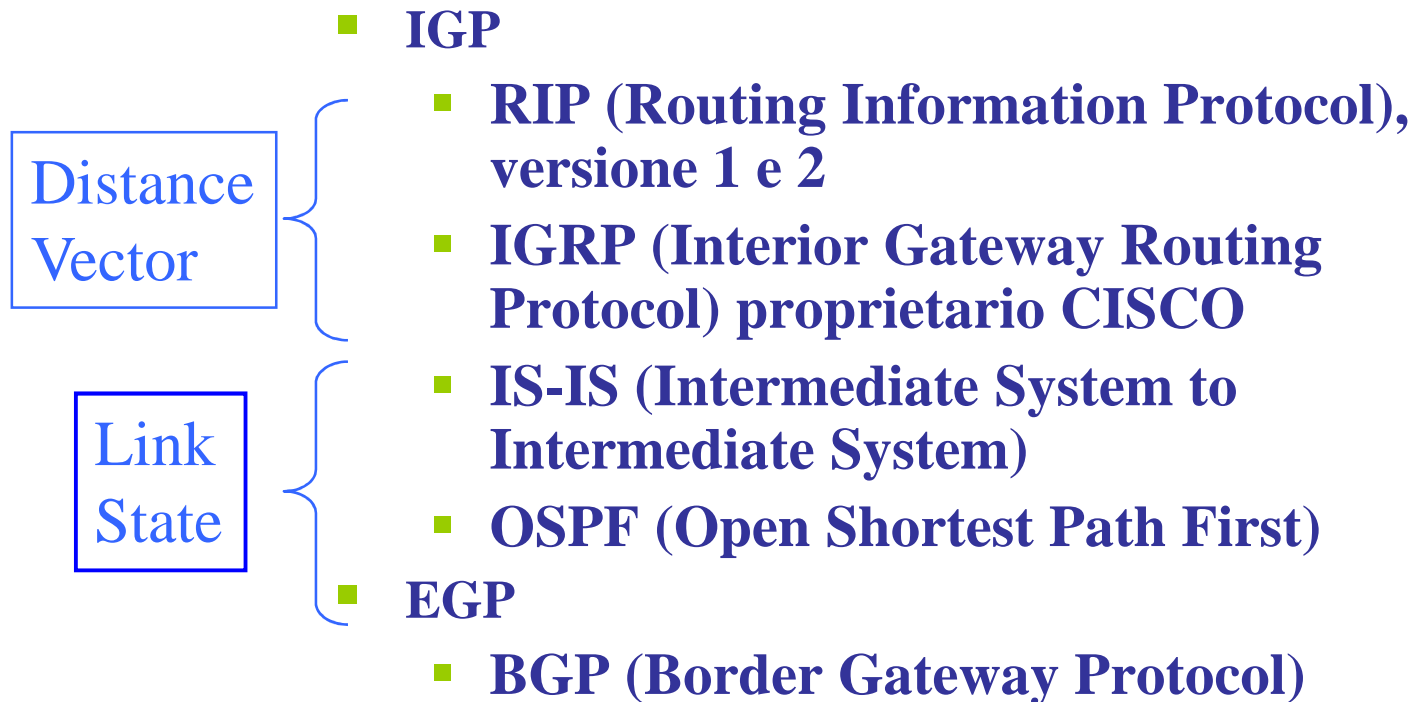 IGP
RIP (Routing Information Protocol),
versione 1 e 2
Distance
Vector
IGRP (Interior Gateway Routing
Protocol) proprietario CISCO
IS-IS (Intermediate System to
Intermediate System)
Link
State
OSPF (Open Shortest Path First)
EGP
BGP (Border Gateway Protocol)